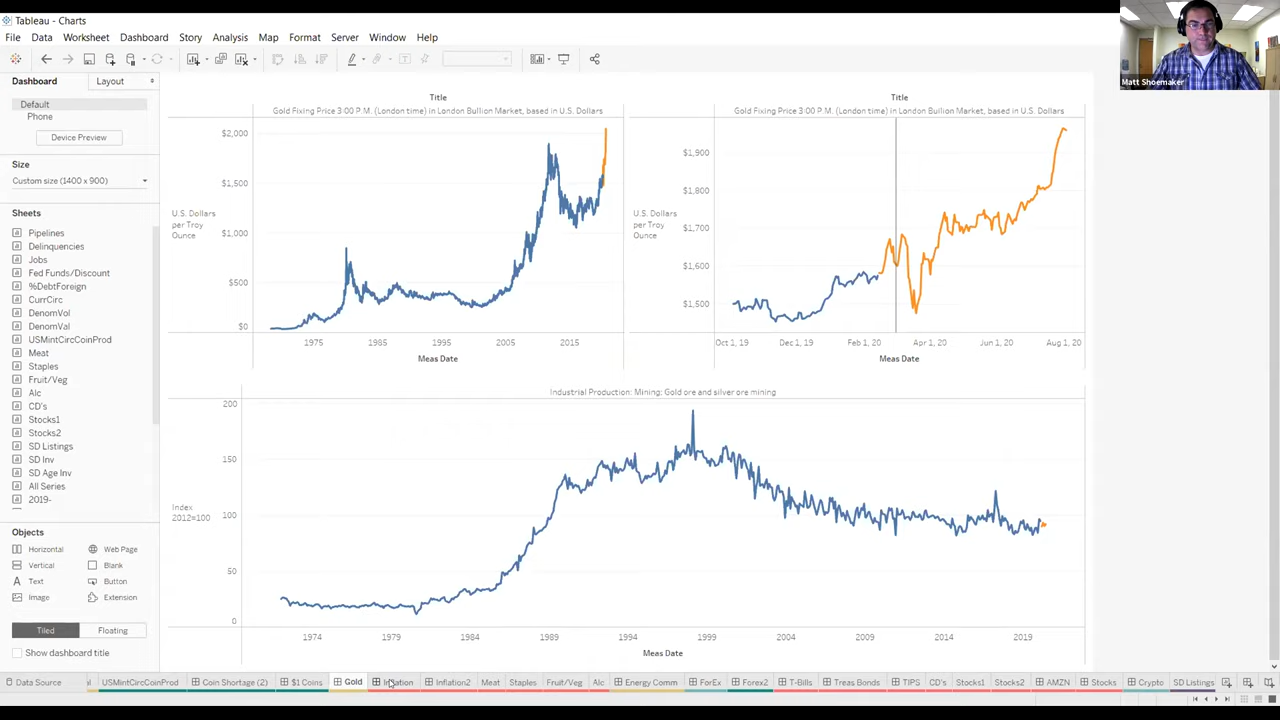 Tableau - Charts
File Data Worksheet Dashboard Story Analysis Map Format Server Window Help
Matt Shoemaker
Dashboard Layout
Default
Phone
Device Preview
Size
Custom size (1400 x 900)
Sheets
Pipelines
Delinquencies
Jobs
Fed Funds/Discount
%DebtForeign
CurrCirc
DenomVol
DenomVal
USMintCircCoinProd
Meat
Staples
Fruit/Veg
Alc
CD's
Stocks1
Stocks2
SD Listings
SD Inv
SD Age Inv
All Series
2019-
Objects
Horizontal Web Page
Vertical Blank
Text Button
Image Extension
Tiled Floating
Show dashboard title
Title
Gold Fixing Price 3:00 P.M. (London time) in London Bullion Market, based in U.S. Dollars
$2,000
$1,500
$1,000
$500
$0
U.S. Dollars
per Troy
Ounce
1975 1985 1995 2005 2015
Meas Date
Title
Gold Fixing Price 3:00 P.M. (London time) in London Bullion Market, based in U.S. Dollars
$1,900
$1,800
$1,700
$1,600
$1,500
U.S. Dollars
per Troy
Ounce
Oct 1, 19 Dec 1, 19 Feb 1, 20 Apr 1, 20 Jun 1, 20 Aug 1, 20
Meas Date
Industrial Production: Mining: Gold ore and silver ore mining
200
150
100
50
0
Index
2012=100
1974 1979 1984 1989 1994 1999 2004 2009 2014 2019
Meas Date
Data Source USMintCircCoinProd Coin Shortage (2) $1 Coins Gold Inflation Inflation2 Meat Staples Fruit/Veg Alc Energy Comm ForEx Forex2 T-Bills Treas.Bonds TIPS CD's Stocks1 Stocks2 AMZN Stocks Crypto SD Listings